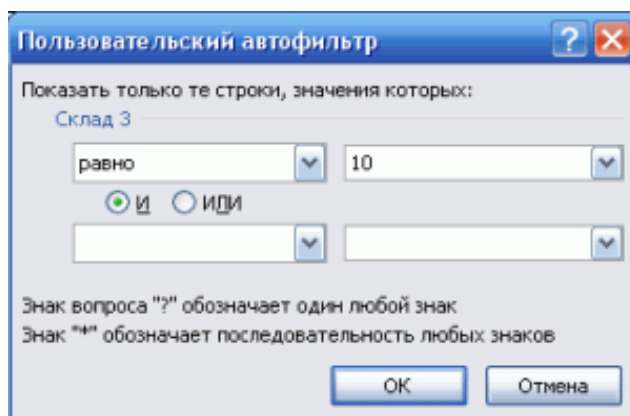 Пользовательский автофильтр
Показать только те строки, значения которых:
Склад 3
равно 10
И ИЛИ
Знак вопроса "?" обозначает один любой знак
Знак "*" обозначает последовательность любых знаков
ОК Отмена